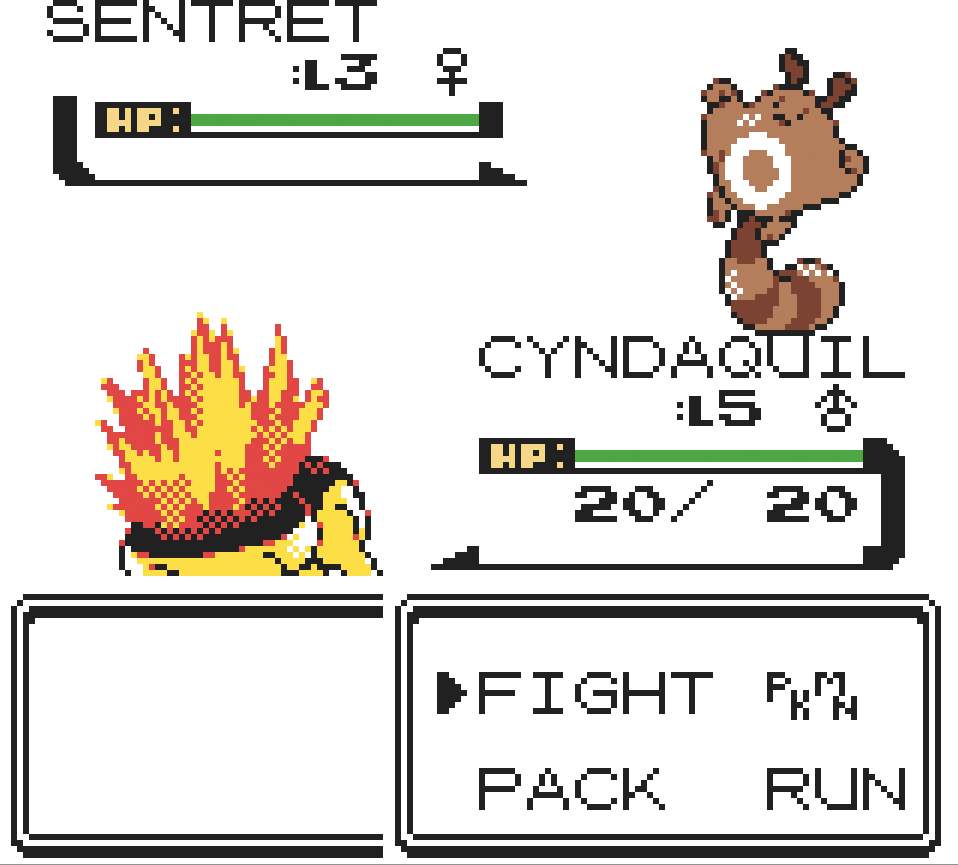 SENTRET
:L3 ♀
HP:
CYNDAQUIL
:L5 ♂
HP:
20/ 20
▶FIGHT PKMN
PACK RUN